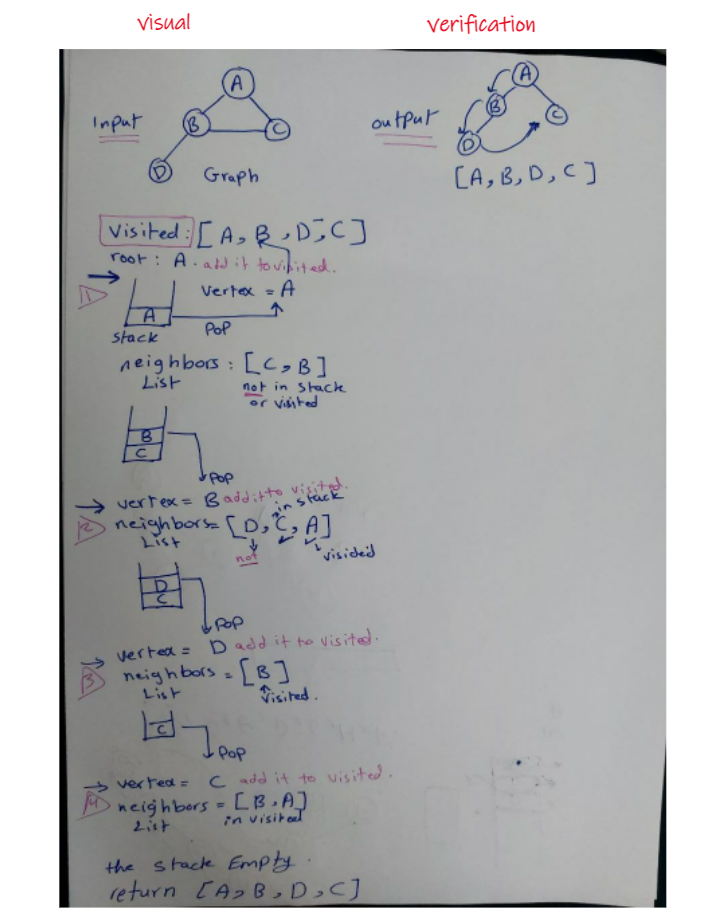 visual
verification
Input
A
B
C
D
Graph
output
A
B
C
D
[A, B, D, C]
Visited: [A, B, D, C]
root: A. add it to visited.
1
vertex = A
A
Pop
Stack
neighbors: [C, B]
List
not in stack
or visited
B
C
Pop
vertex = B add it to visited.
in stack
2
neighbors= [D, C, A]
List
not
visided
D
C
Pop
vertex = D add it to visited.
3
neighbors = [B]
List
visited.
C
Pop
vertex = C add it to visited.
4
neighbors = [B, A]
List
in visited
the stack Empty.
return [A, B, D, C]